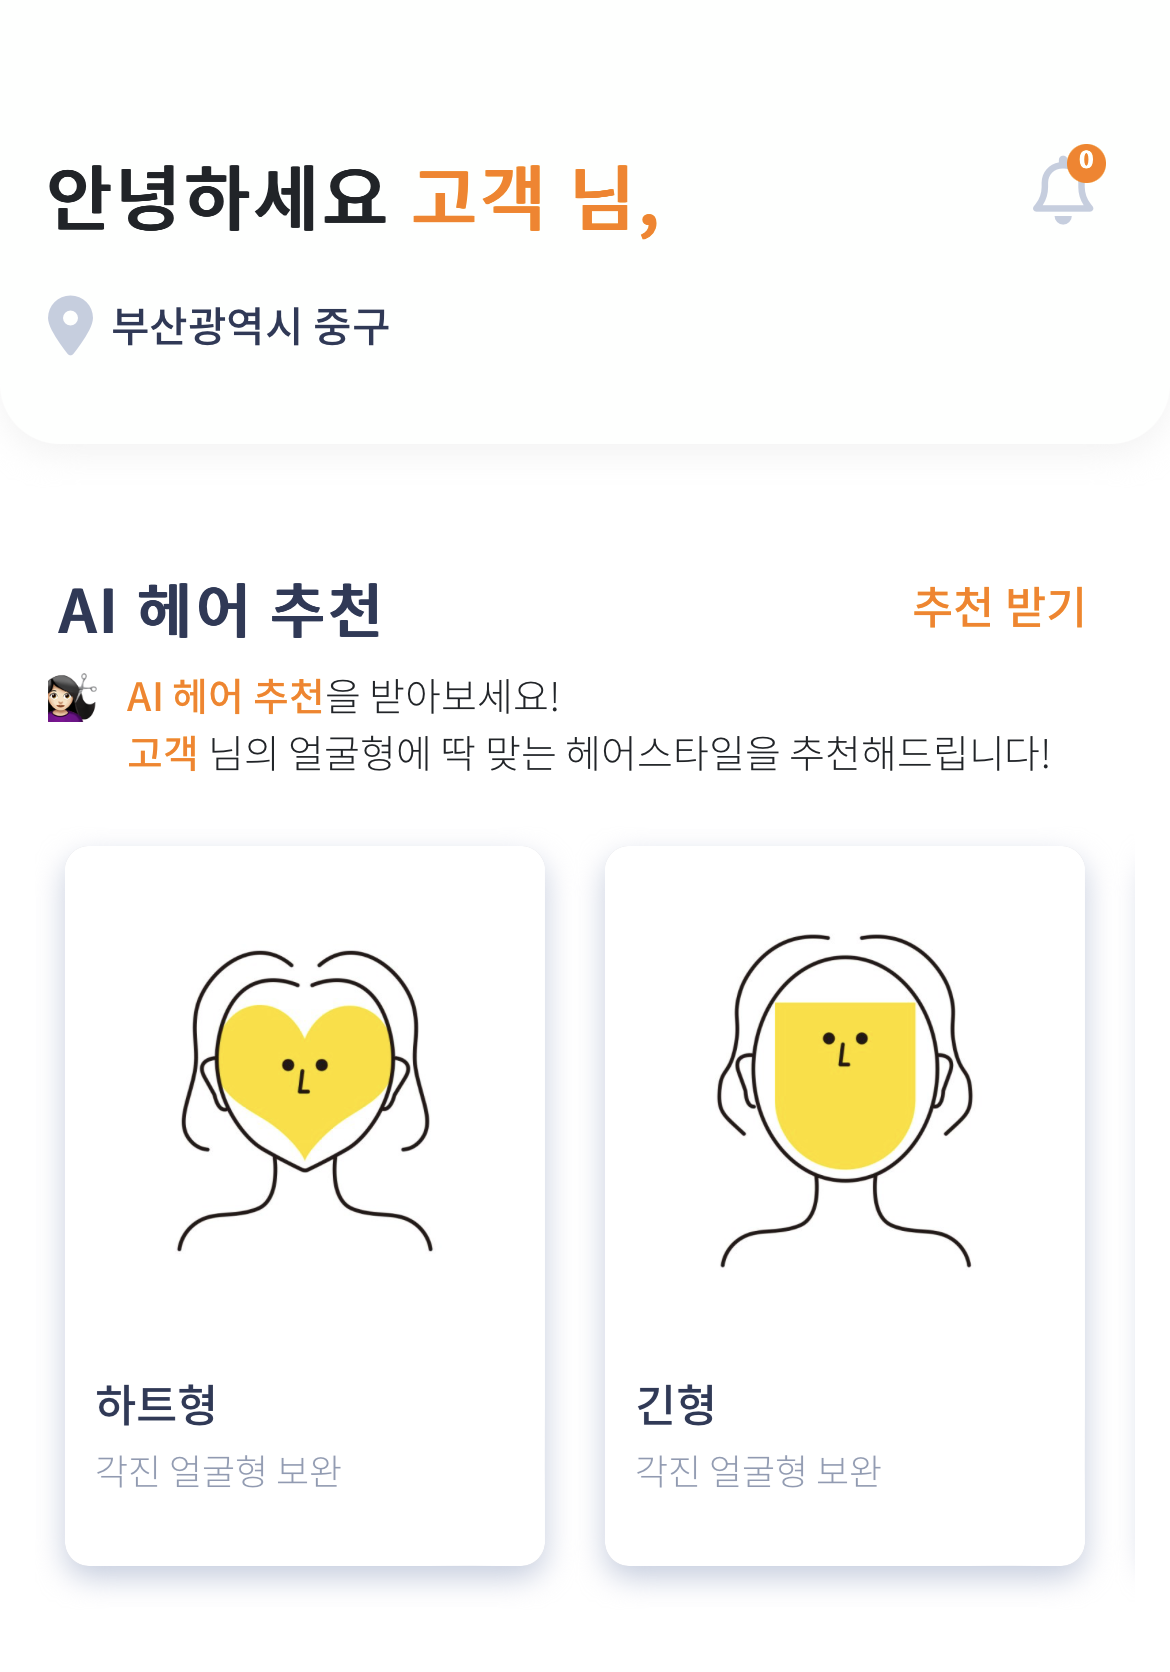 안녕하세요 고객 님,
0
부산광역시 중구
AI 헤어 추천
추천 받기
AI 헤어 추천을 받아보세요!
고객 님의 얼굴형에 딱 맞는 헤어스타일을 추천해드립니다!
하트형
각진 얼굴형 보완
긴형
각진 얼굴형 보완